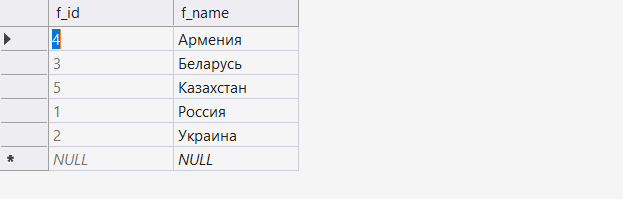 f_id f_name
4 Армения
3 Беларусь
5 Казахстан
1 Россия
2 Украина
* NULL NULL